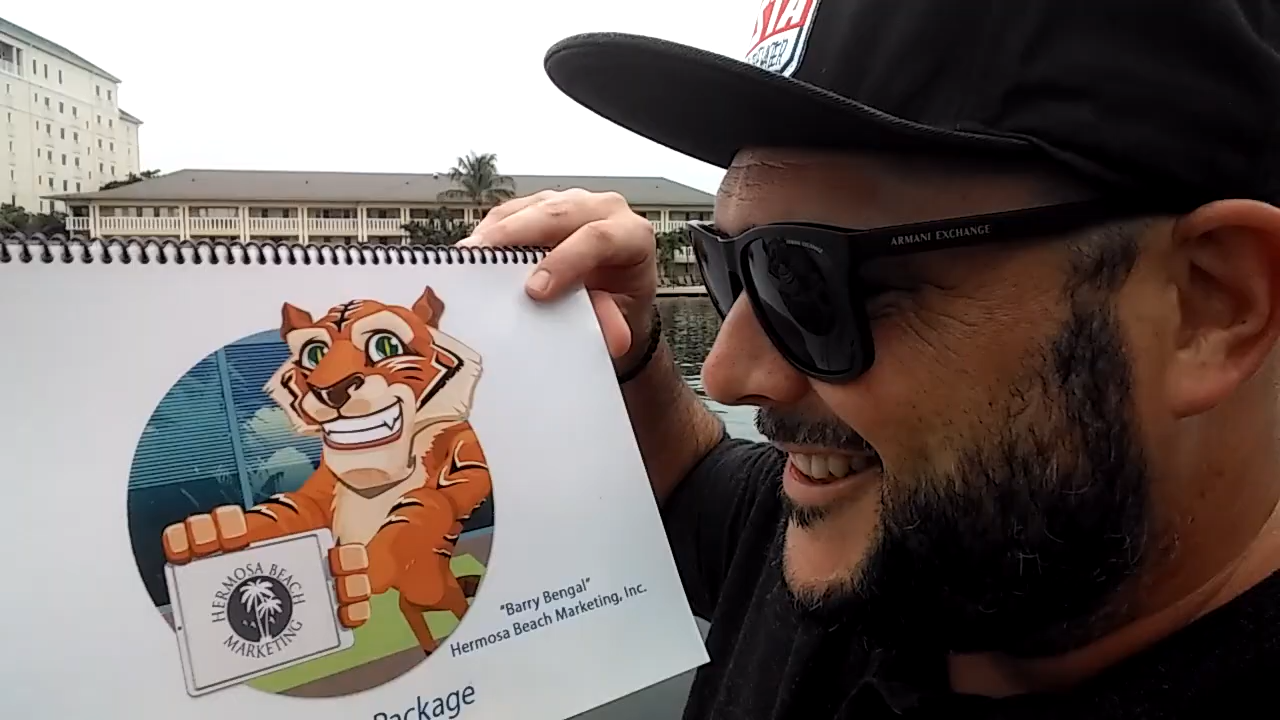 ARMANI EXCHANGE
HERMOSA BEACH
MARKETING
"Barry Bengal"
Hermosa Beach Marketing, Inc.
Package